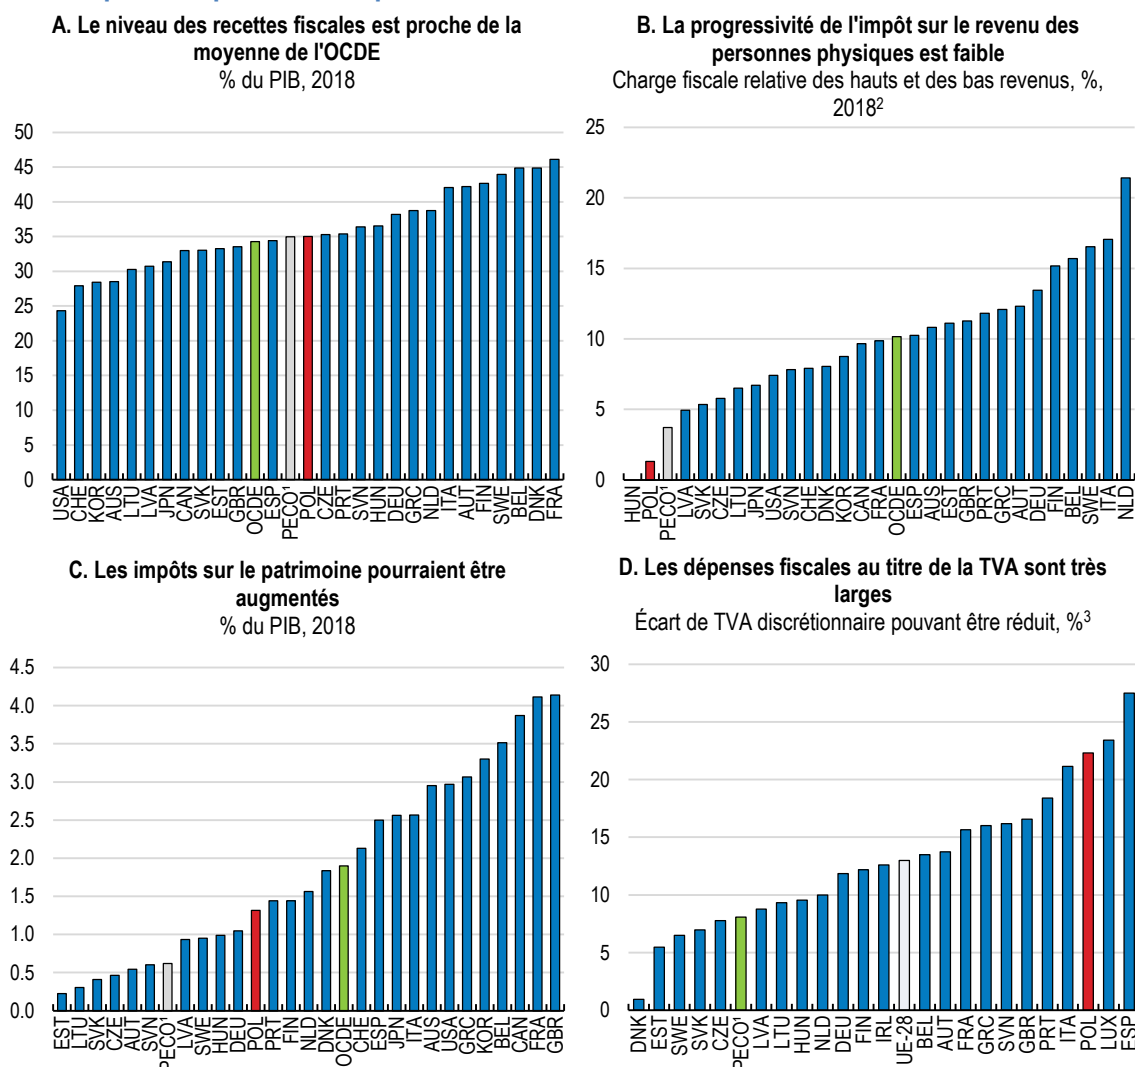 A. Le niveau des recettes fiscales est proche de la
moyenne de l'OCDE
% du PIB, 2018
50
45
40
35
30
25
20
15
10
5
0
USA CHE KOR AUS LTU LVA JPN CAN SVK EST GBR OCDE ESP PECO¹ POL CZE PRT SVN HUN DEU GRC NLD ITA AUT FIN SWE BEL DNK FRA
B. La progressivité de l'impôt sur le revenu des
personnes physiques est faible
Charge fiscale relative des hauts et des bas revenus, %,
2018²
25
20
15
10
5
0
HUN POL PECO¹ LVA SVK CZE LTU JPN USA SVN CHE DNK KOR CAN FRA OCDE ESP AUS EST GBR PRT GRC AUT DEU FIN BEL SWE ITA NLD
C. Les impôts sur le patrimoine pourraient être
augmentés
% du PIB, 2018
4.5
4.0
3.5
3.0
2.5
2.0
1.5
1.0
0.5
0.0
EST LTU SVK CZE AUT SVN PECO¹ LVA SWE HUN DEU POL PRT FIN NLD DNK OCDE CHE ESP JPN ITA AUS USA GRC KOR BEL CAN FRA GBR
D. Les dépenses fiscales au titre de la TVA sont très
larges
Écart de TVA discrétionnaire pouvant être réduit, %³
30
25
20
15
10
5
0
DNK EST SWE SVK CZE PECO¹ LVA LTU HUN NLD DEU FIN IRL UE-28 BEL AUT FRA GRC SVN GBR PRT ITA POL LUX ESP